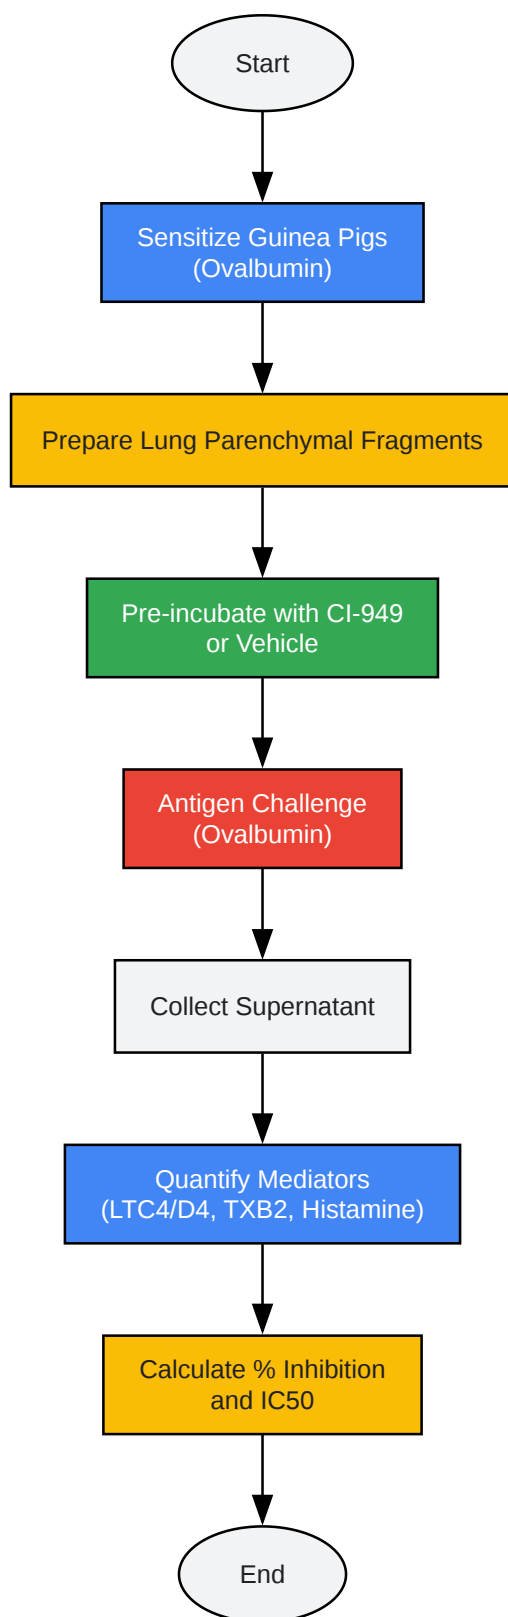 Start
Sensitize Guinea Pigs
(Ovalbumin)
Prepare Lung Parenchymal Fragments
Pre-incubate with CI-949
or Vehicle
Antigen Challenge
(Ovalbumin)
Collect Supernatant
Quantify Mediators
(LTC4/D4, TXB2, Histamine)
Calculate % Inhibition
and IC50
End